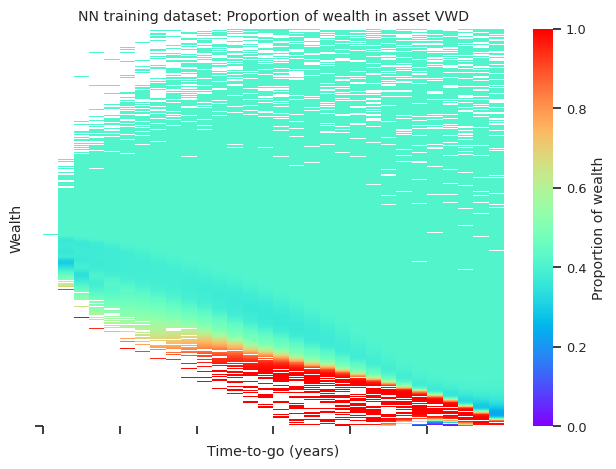 NN training dataset: Proportion of wealth in asset VWD
Wealth
Time-to-go (years)
1.0
0.8
0.6
0.4
0.2
0.0
Proportion of wealth